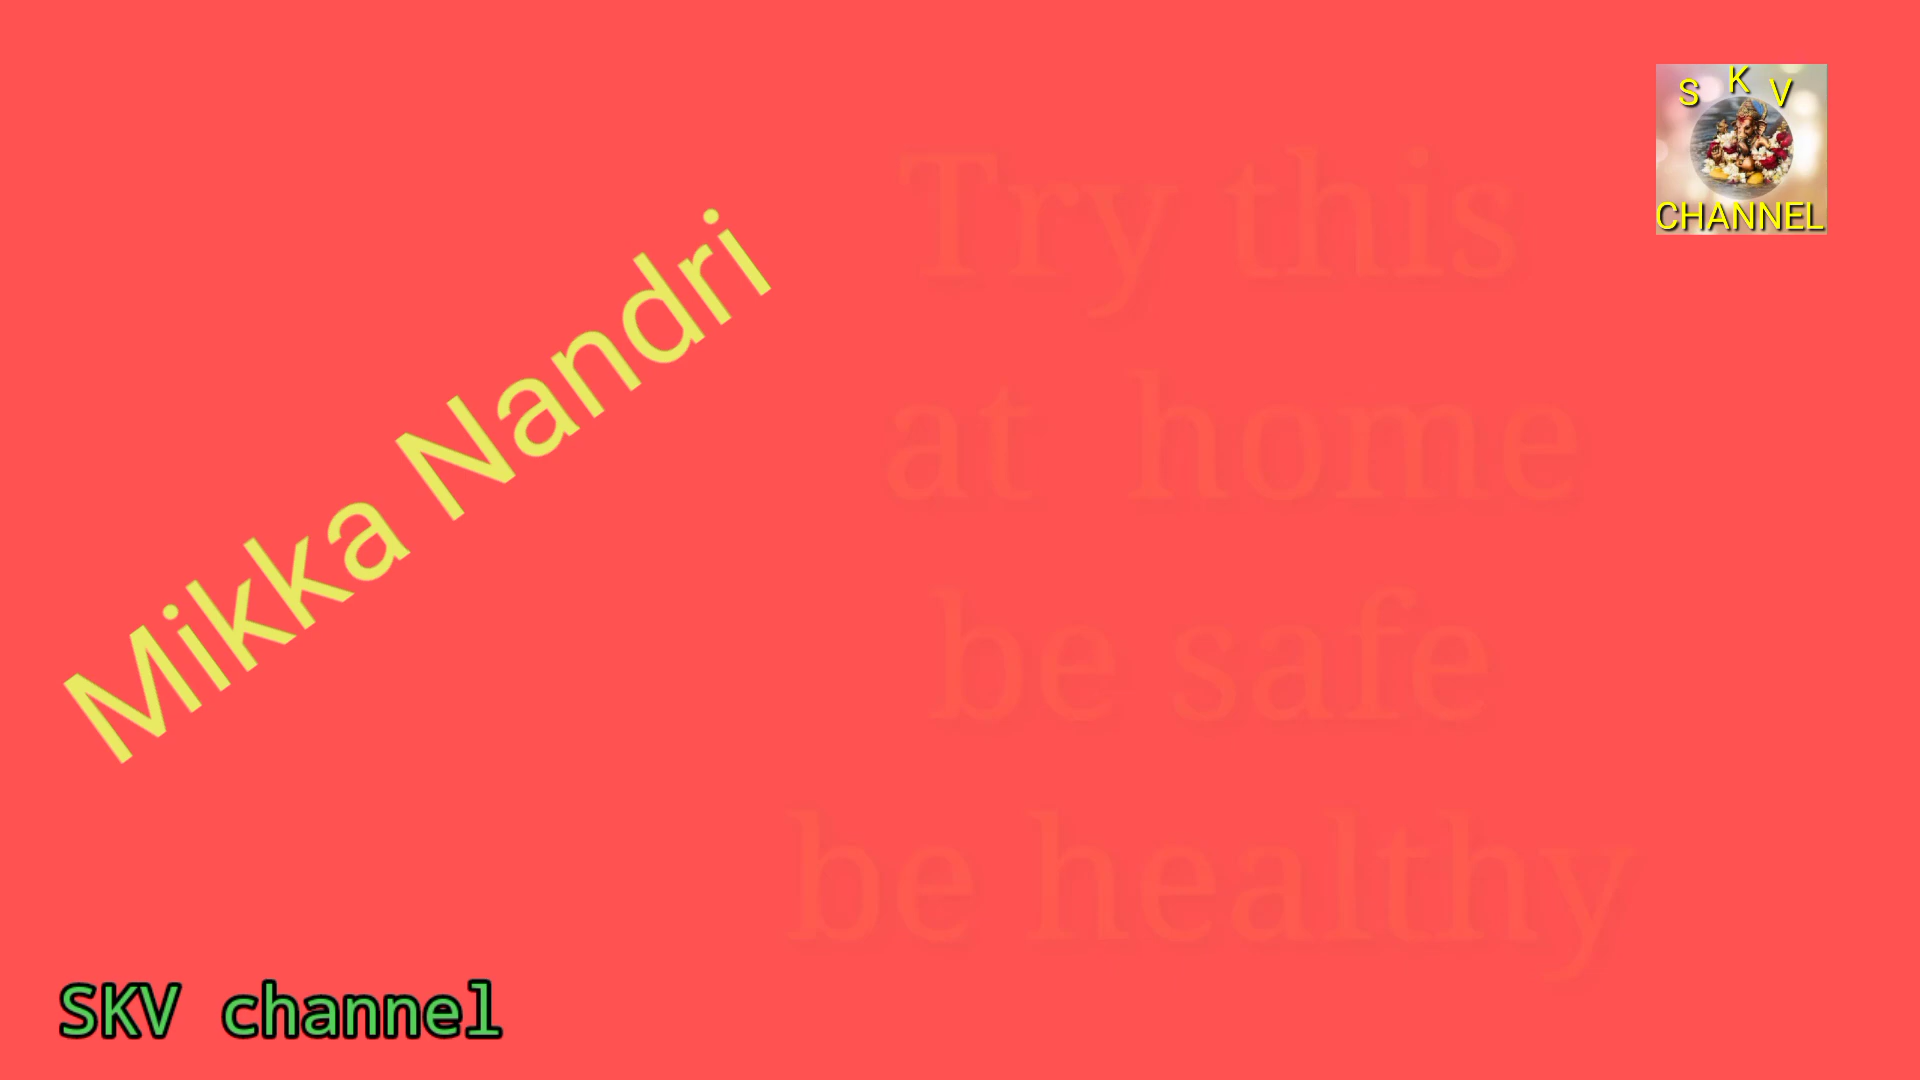 S K V
CHANNEL
Mikka Nandri
Try this
at home
be safe
be healthy
SKV channel